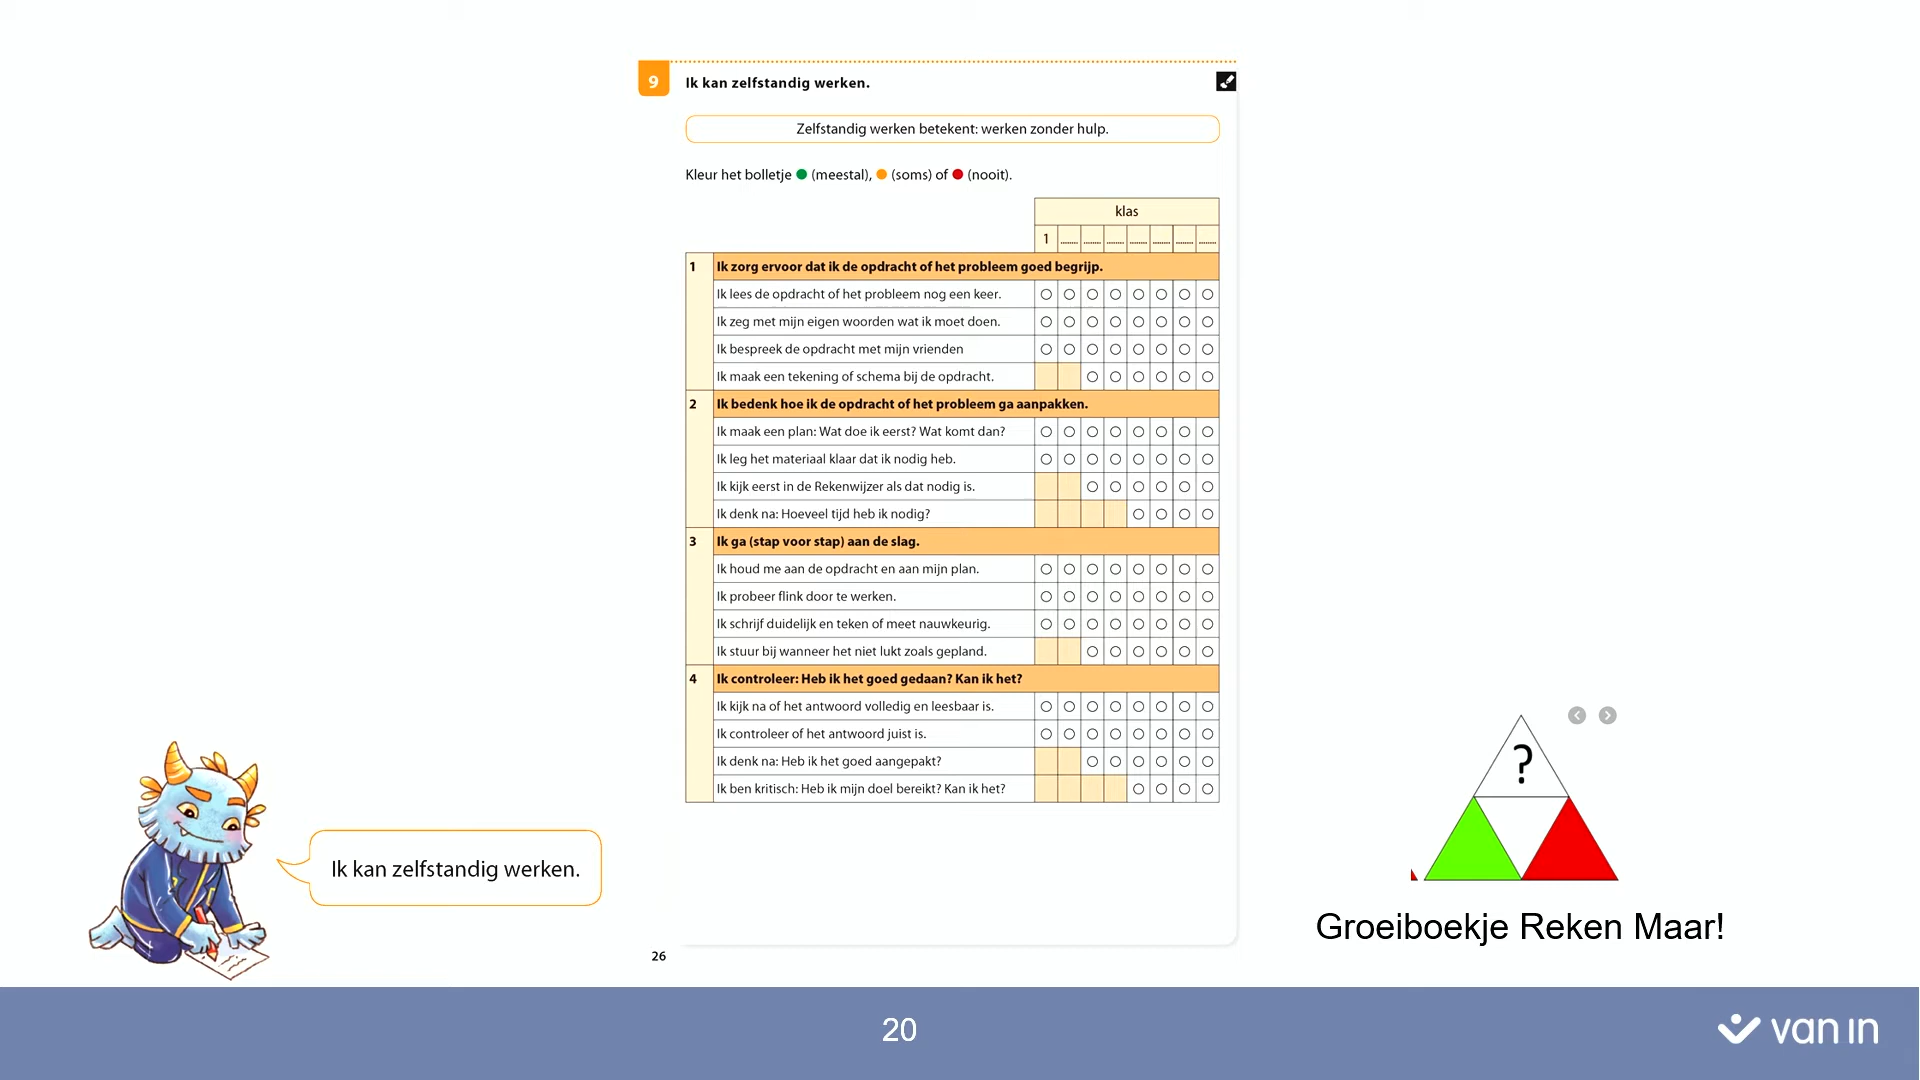 9 Ik kan zelfstandig werken.
Zelfstandig werken betekent: werken zonder hulp.
Kleur het bolletje (meestal), (soms) of (nooit).
klas
1 ........ ........ ........ ........ ........ ........ ........
1 Ik zorg ervoor dat ik de opdracht of het probleem goed begrijp.
Ik lees de opdracht of het probleem nog een keer.
Ik zeg met mijn eigen woorden wat ik moet doen.
Ik bespreek de opdracht met mijn vrienden
Ik maak een tekening of schema bij de opdracht.
2 Ik bedenk hoe ik de opdracht of het probleem ga aanpakken.
Ik maak een plan: Wat doe ik eerst? Wat komt dan?
Ik leg het materiaal klaar dat ik nodig heb.
Ik kijk eerst in de Rekenwijzer als dat nodig is.
Ik denk na: Hoeveel tijd heb ik nodig?
3 Ik ga (stap voor stap) aan de slag.
Ik houd me aan de opdracht en aan mijn plan.
Ik probeer flink door te werken.
Ik schrijf duidelijk en teken of meet nauwkeurig.
Ik stuur bij wanneer het niet lukt zoals gepland.
4 Ik controleer: Heb ik het goed gedaan? Kan ik het?
Ik kijk na of het antwoord volledig en leesbaar is.
Ik controleer of het antwoord juist is.
Ik denk na: Heb ik het goed aangepakt?
Ik ben kritisch: Heb ik mijn doel bereikt? Kan ik het?
26
Ik kan zelfstandig werken.
?
Groeiboekje Reken Maar!
20
van in